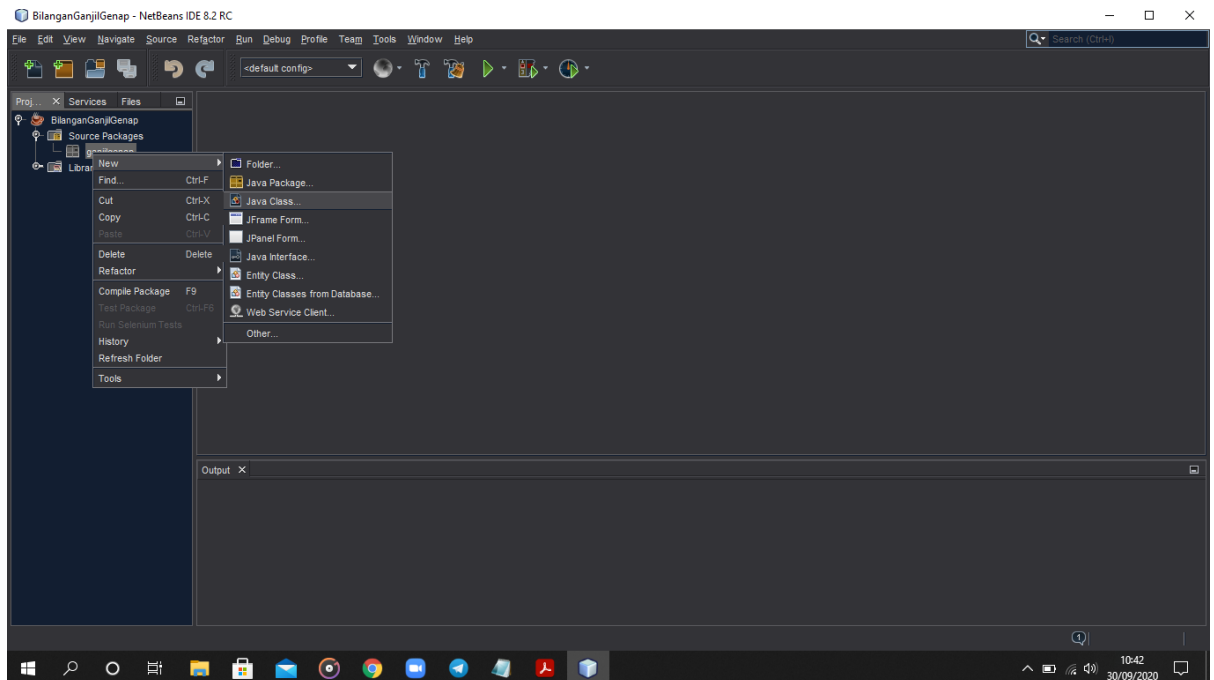 BilanganGanjilGenap - NetBeans IDE 8.2 RC
File Edit View Navigate Source Refactor Run Debug Profile Team Tools Window Help
Search (Ctrl+I)
<default config>
Proj... Services Files
BilanganGanjilGenap
Source Packages
ganjilgenap
Librar
New
Find... Ctrl-F
Cut Ctrl-X
Copy Ctrl-C
Paste Ctrl-V
Delete Delete
Refactor
Compile Package F9
Test Package Ctrl-F6
Run Selenium Tests
History
Refresh Folder
Tools
Folder...
Java Package...
Java Class...
JFrame Form...
JPanel Form...
Java Interface...
Entity Class...
Entity Classes from Database...
Web Service Client...
Other...
Output
1
10:42
30/09/2020